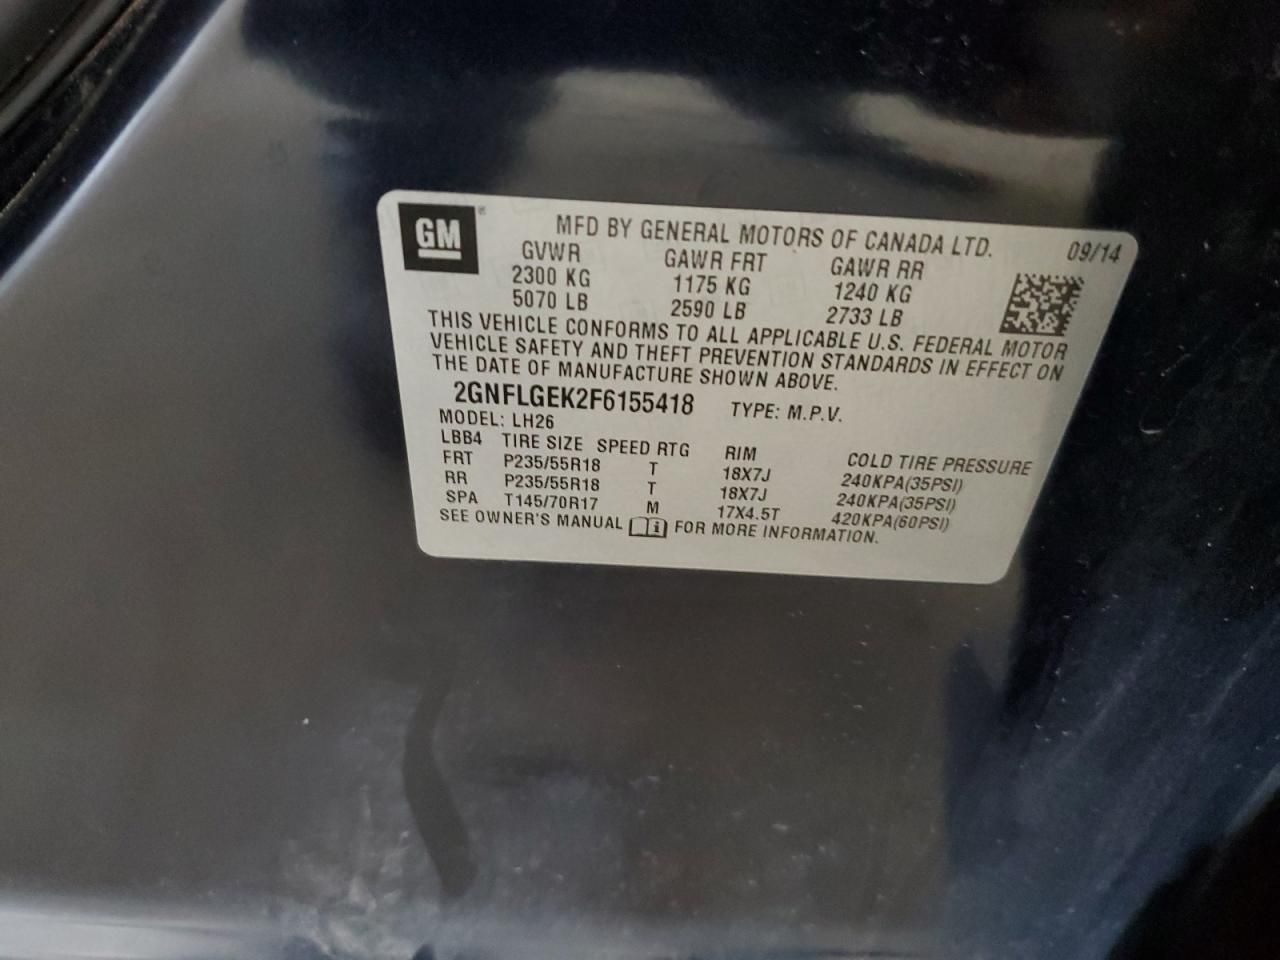 GM®
MFD BY GENERAL MOTORS OF CANADA LTD. 09/14
GVWR GAWR FRT GAWR RR
2300 KG 1175 KG 1240 KG
5070 LB 2590 LB 2733 LB
THIS VEHICLE CONFORMS TO ALL APPLICABLE U.S. FEDERAL MOTOR
VEHICLE SAFETY AND THEFT PREVENTION STANDARDS IN EFFECT ON
THE DATE OF MANUFACTURE SHOWN ABOVE.
2GNFLGEK2F6155418 TYPE: M.P.V.
MODEL: LH26
LBB4 TIRE SIZE SPEED RTG RIM COLD TIRE PRESSURE
FRT P235/55R18 T 18X7J 240KPA(35PSI)
RR P235/55R18 T 18X7J 240KPA(35PSI)
SPA T145/70R17 M 17X4.5T 420KPA(60PSI)
SEE OWNER'S MANUAL FOR MORE INFORMATION.